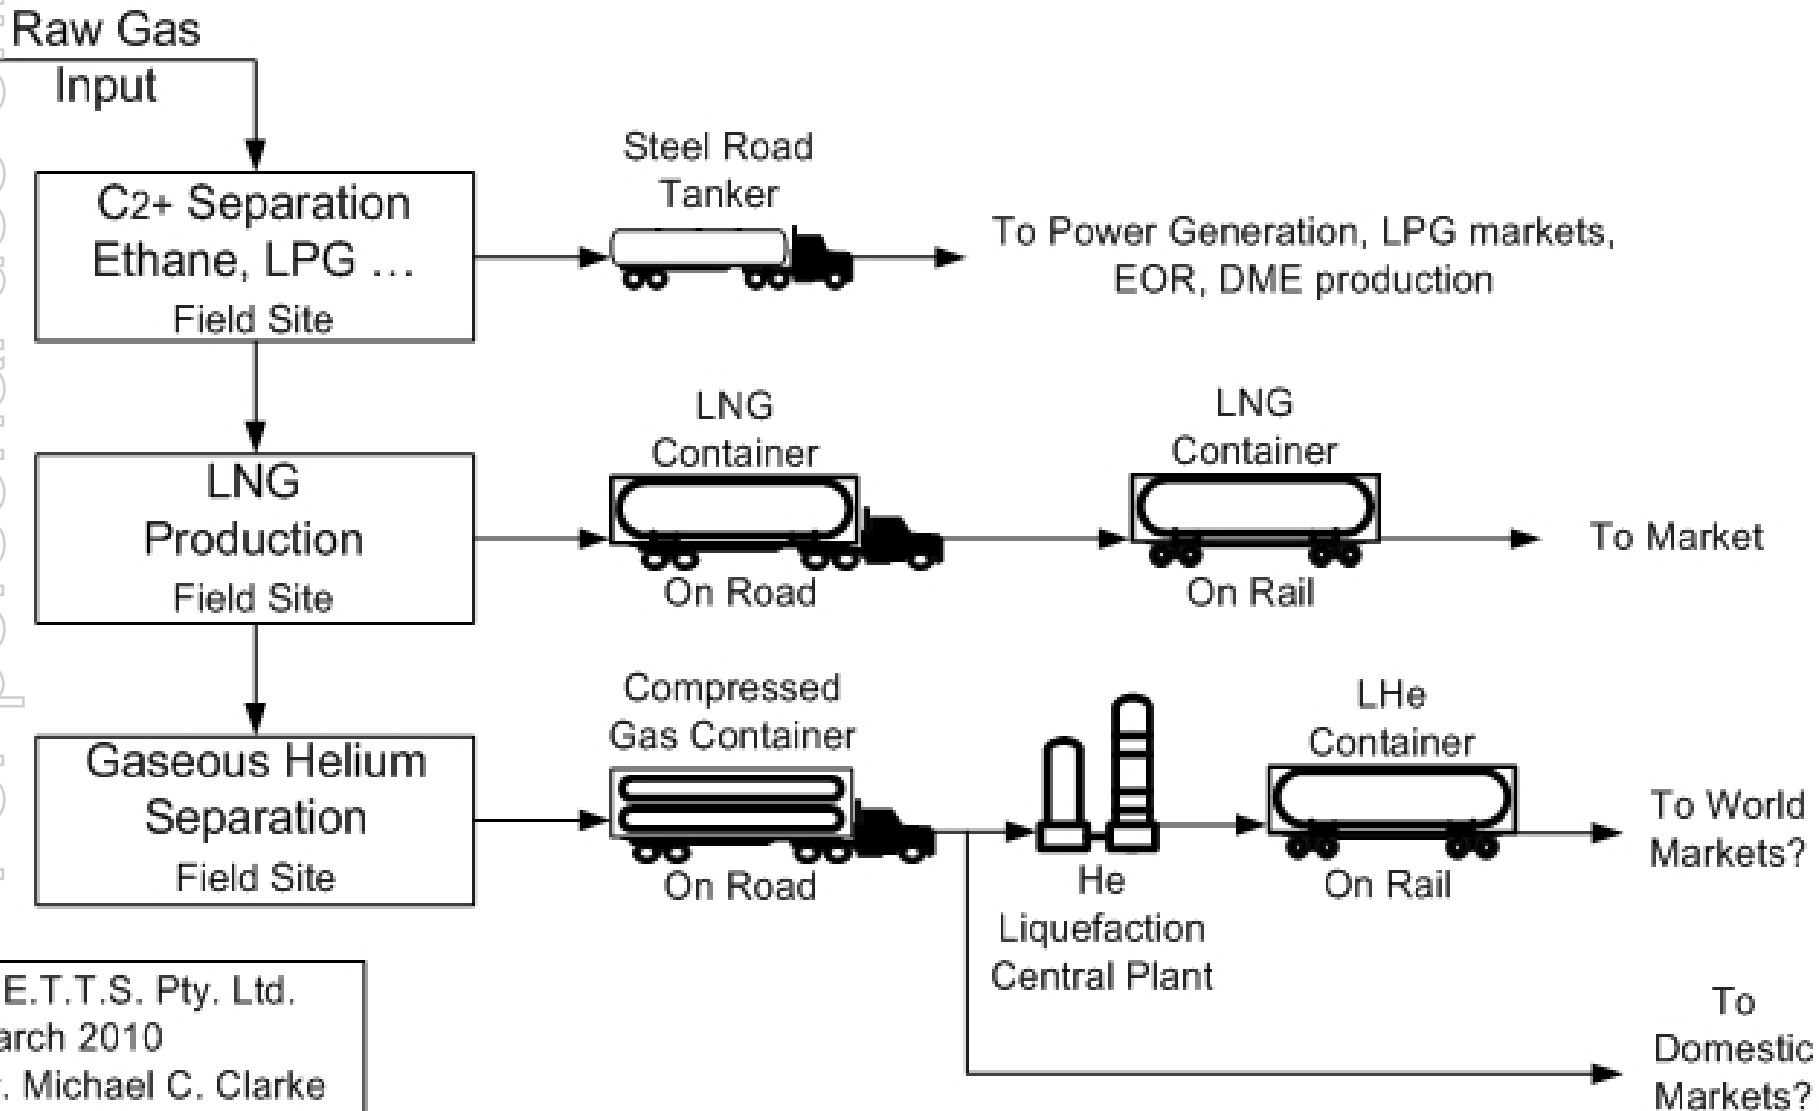 Raw Gas
Input
C2+ Separation
Ethane, LPG ...
Field Site
Steel Road
Tanker
To Power Generation, LPG markets,
EOR, DME production
LNG
Production
Field Site
LNG
Container
On Road
LNG
Container
On Rail
To Market
Gaseous Helium
Separation
Field Site
Compressed
Gas Container
On Road
He
Liquefaction
Central Plant
LHe
Container
On Rail
To World
Markets?
To
Domestic
Markets?
E.T.T.S. Pty. Ltd.
2010
Michael C. Clarke